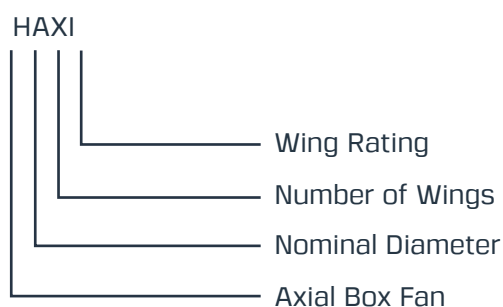 HAXI
Wing Rating
Number of Wings
Nominal Diameter
Axial Box Fan